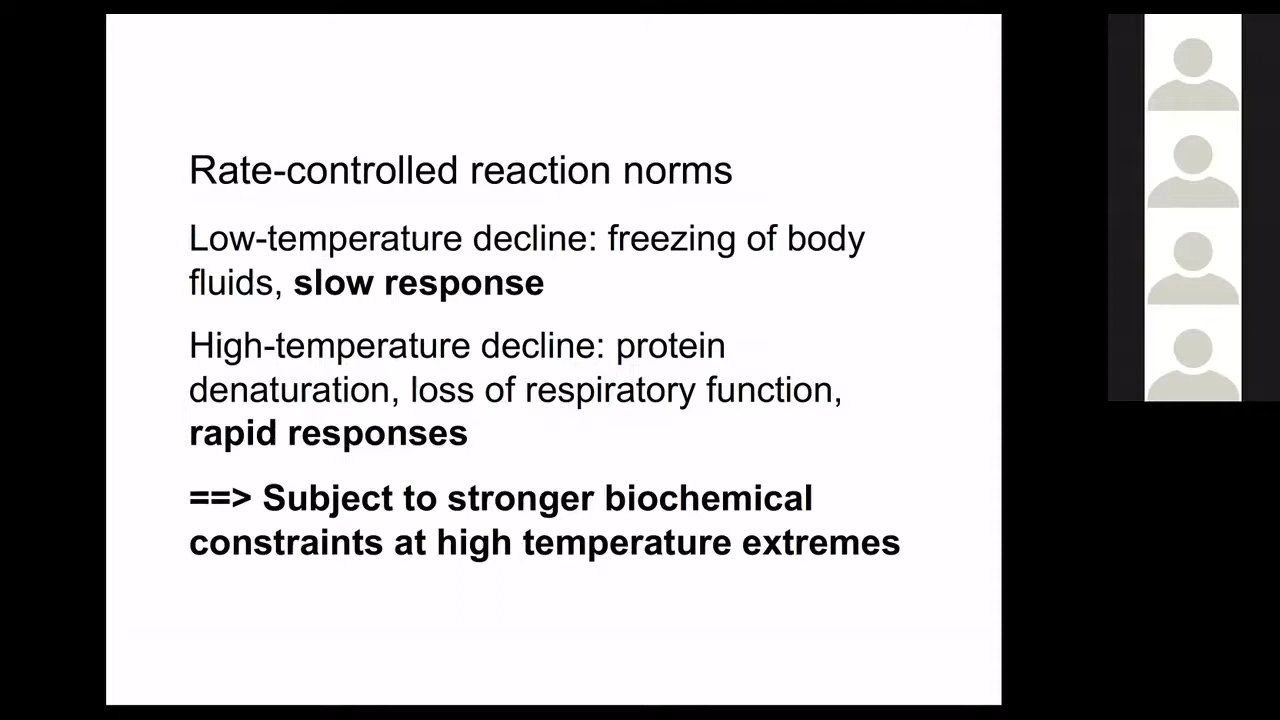 Rate-controlled reaction norms
Low-temperature decline: freezing of body
fluids, slow response
High-temperature decline: protein
denaturation, loss of respiratory function,
rapid responses
==> Subject to stronger biochemical
constraints at high temperature extremes